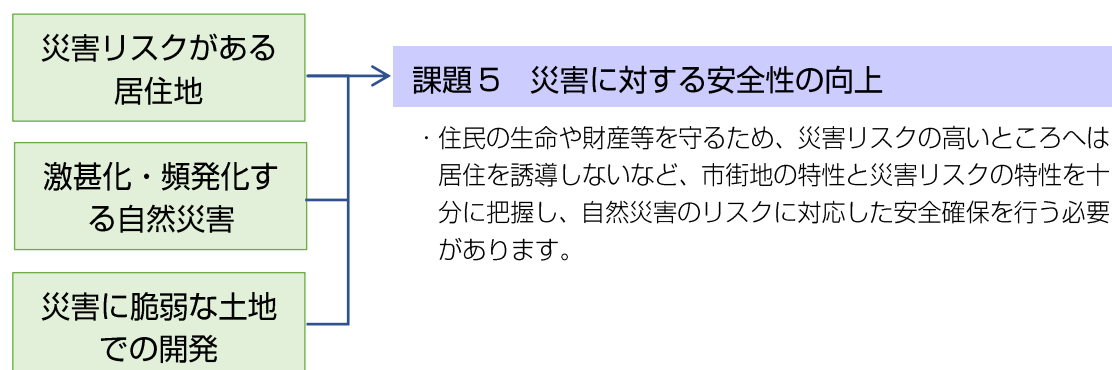 災害リスクがある
居住地
激甚化・頻発化す
る自然災害
災害に脆弱な土地
での開発
課題５　災害に対する安全性の向上
・住民の生命や財産等を守るため、災害リスクの高いところへは
居住を誘導しないなど、市街地の特性と災害リスクの特性を十
分に把握し、自然災害のリスクに対応した安全確保を行う必要
があります。